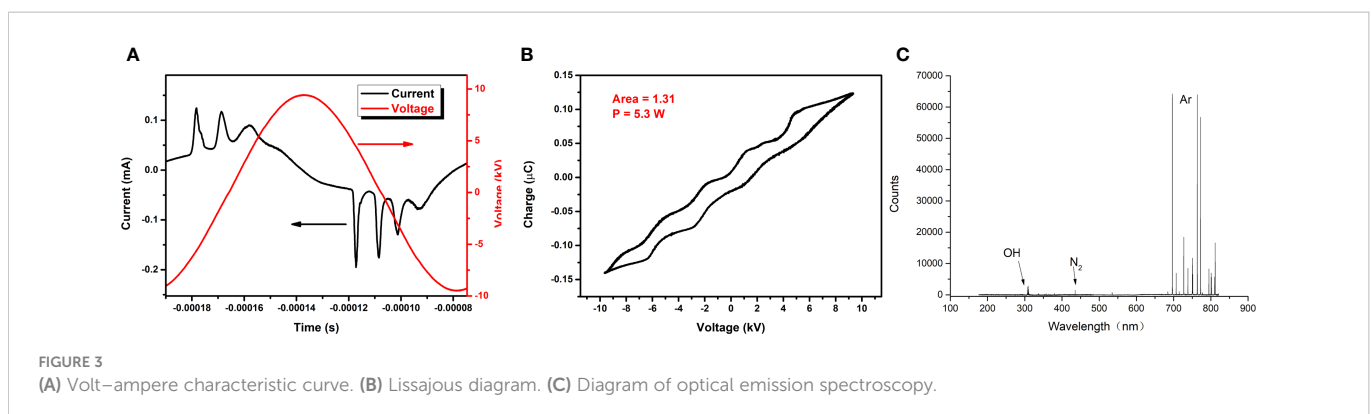 A
B
C
Current
Voltage
Current (mA)
0.1
0.0
-0.1
-0.2
10
5
0
-5
-10
Voltage (kV)
-0.00018 -0.00016 -0.00014 -0.00012 -0.00010 -0.00008
Time (s)
Area = 1.31
P = 5.3 W
Charge (μC)
0.15
0.10
0.05
0.00
-0.05
-0.10
-0.15
-10 -8 -6 -4 -2 0 2 4 6 8 10
Voltage (kV)
Counts
70000
60000
50000
40000
30000
20000
10000
0
Ar
OH
N2
100 200 300 400 500 600 700 800 900
Wavelength（nm）
FIGURE 3
(A) Volt–ampere characteristic curve. (B) Lissajous diagram. (C) Diagram of optical emission spectroscopy.